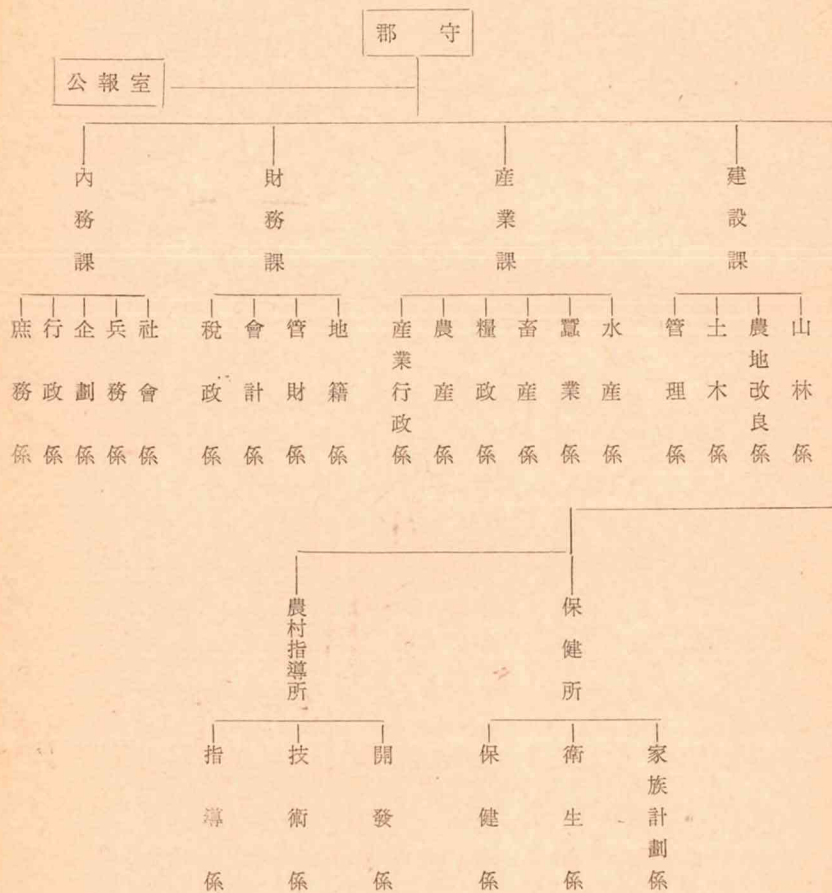 郡守
公報室
內務課
財務課
産業課
建設課
庶務係
行政係
企劃係
兵務係
社會係
稅政係
會計係
管財係
地籍係
産業行政係
農産係
糧政係
畜産係
蠶業係
水産係
管理係
土木係
農地改良係
山林係
農村指導所
保健所
指導係
技術係
開發係
保健係
衛生係
家族計劃係